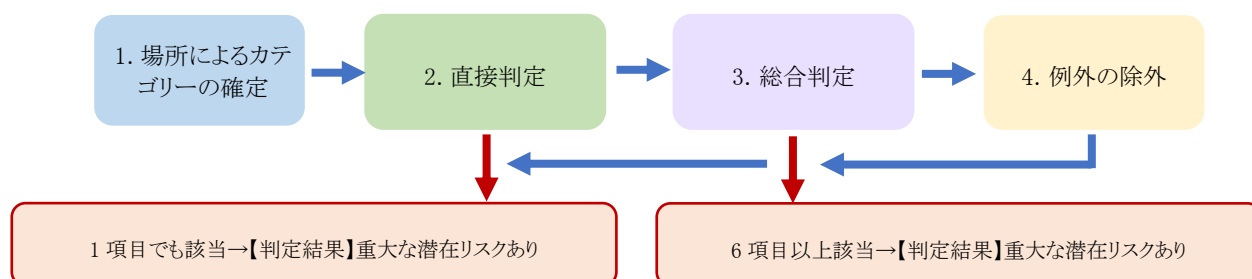 1. 場所によるカテ
ゴリーの確定
2. 直接判定
3. 総合判定
4. 例外の除外
1 項目でも該当→【判定結果】重大な潜在リスクあり
6 項目以上該当→【判定結果】重大な潜在リスクあり